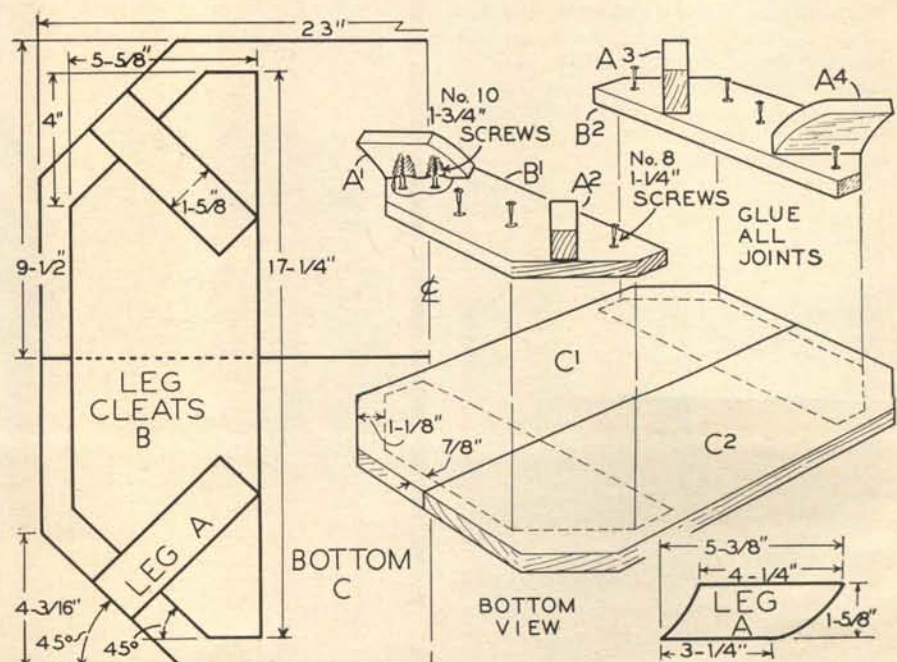 23"
5-5/8"
4"
1-5/8"
9-1/2"
17-1/4"
LEG
CLEATS
B
LEG A
4-3/16"
45°
45°
BOTTOM
C
No. 10
1-3/4"
SCREWS
A1
B1
A2
℄
A3
A4
B2
No. 8
1-1/4"
SCREWS
GLUE
ALL
JOINTS
C1
C2
1-1/8"
7/8"
BOTTOM
VIEW
5-3/8"
4-1/4"
LEG
A
1-5/8"
3-1/4"